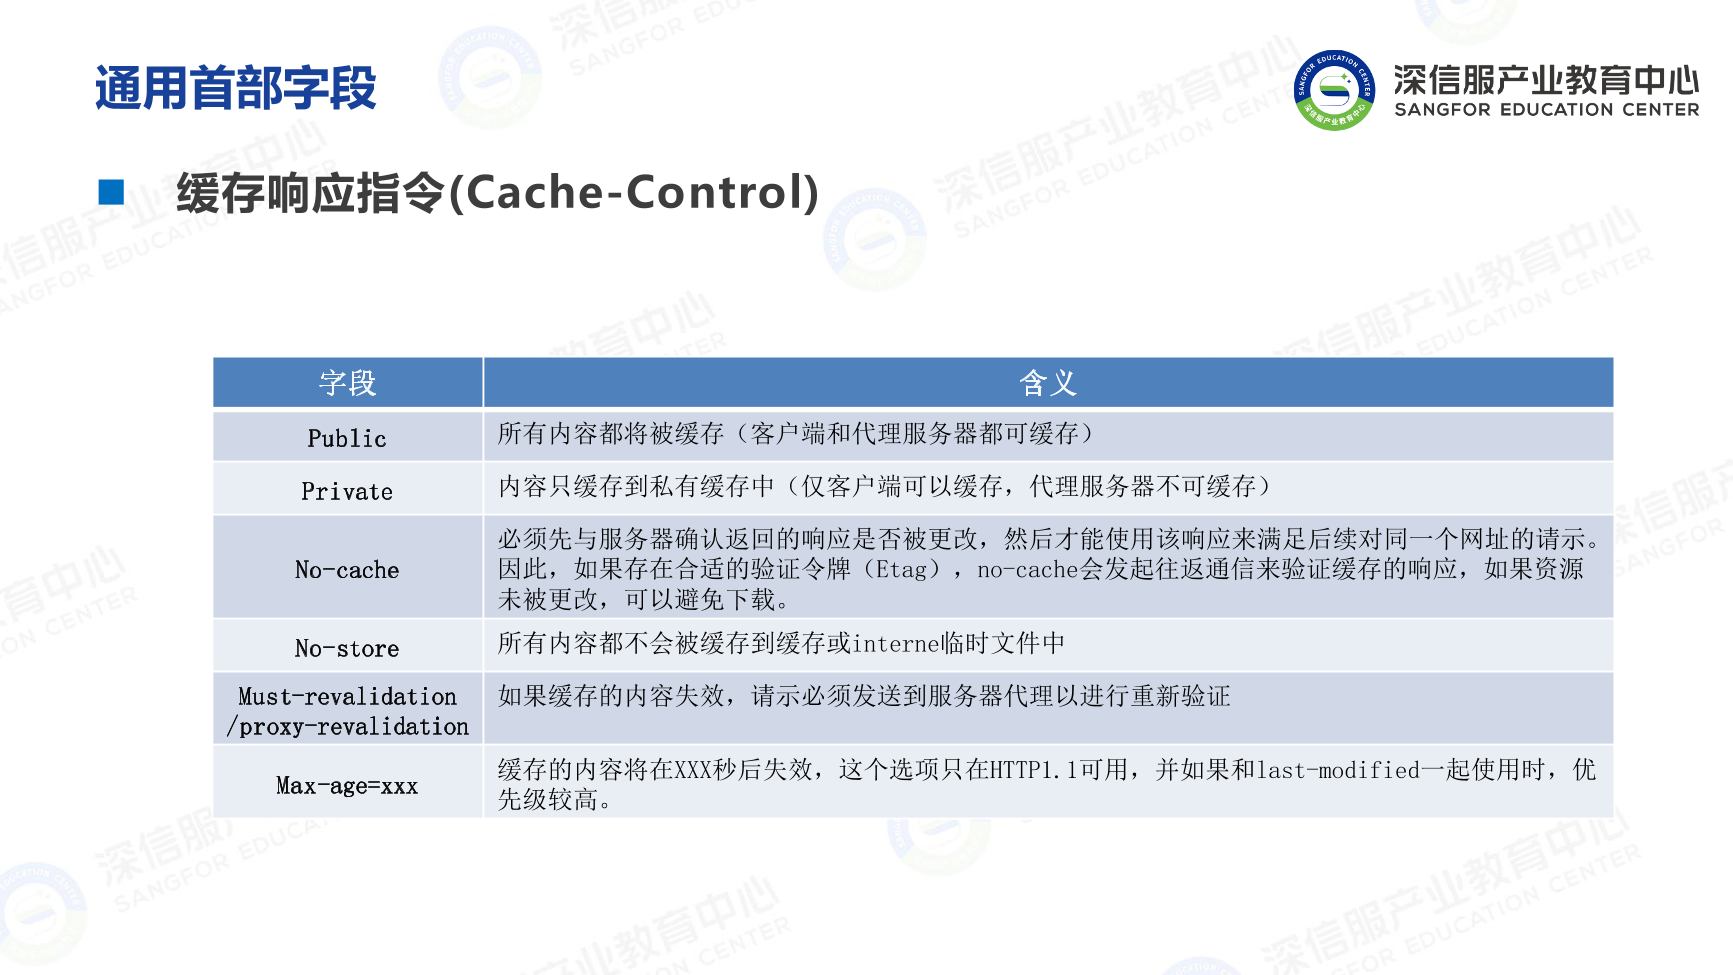 通用首部字段
深信服产业教育中心
SANGFOR EDUCATION CENTER
缓存响应指令(Cache-Control)
字段
含义
Public
所有内容都将被缓存（客户端和代理服务器都可缓存）
Private
内容只缓存到私有缓存中（仅客户端可以缓存，代理服务器不可缓存）
No-cache
必须先与服务器确认返回的响应是否被更改，然后才能使用该响应来满足后续对同一个网址的请示。
因此，如果存在合适的验证令牌（Etag），no-cache会发起往返通信来验证缓存的响应，如果资源
未被更改，可以避免下载。
No-store
所有内容都不会被缓存到缓存或interne临时文件中
Must-revalidation
/proxy-revalidation
如果缓存的内容失效，请示必须发送到服务器代理以进行重新验证
Max-age=xxx
缓存的内容将在XXX秒后失效，这个选项只在HTTP1.1可用，并如果和last-modified一起使用时，优
先级较高。